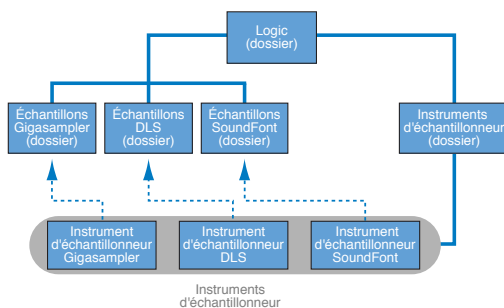 Logic
(dossier)
Échantillons
Gigasampler
(dossier)
Échantillons
DLS
(dossier)
Échantillons
SoundFont
(dossier)
Instruments
d'échantillonneur
(dossier)
Instrument
d'échantillonneur
Gigasampler
Instrument
d'échantillonneur
DLS
Instrument
d'échantillonneur
SoundFont
Instruments
d'échantillonneur